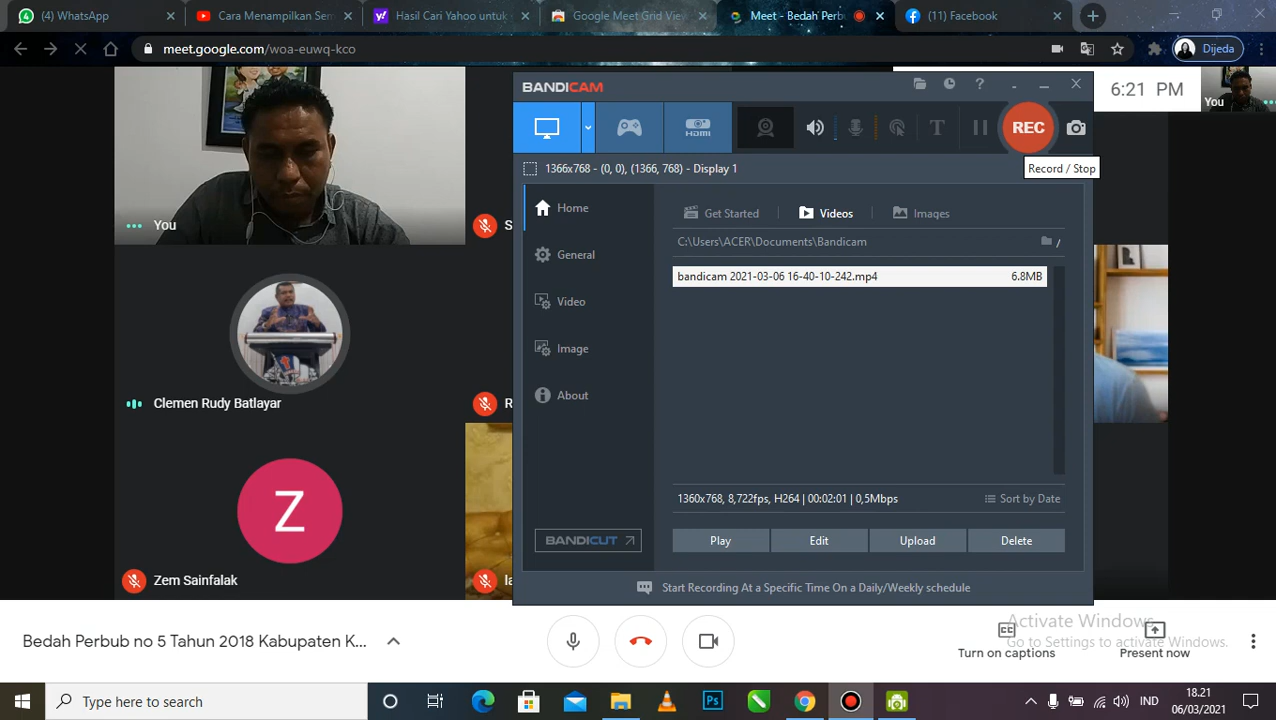 (4) WhatsApp
Cara Menampilkan Sem
Hasil Cari Yahoo untuk
Google Meet Grid View
Meet - Bedah Perbu
(11) Facebook
meet.google.com/woa-euwq-kco
Dijeda
6:21 PM
You
You
S
Clemen Rudy Batlayar
R
Z
Zem Sainfalak
Ia
BANDICAM
HDMI
T
REC
Record / Stop
1366x768 - (0, 0), (1366, 768) - Display 1
Home
General
Video
Image
About
BANDICUT
Get Started
Videos
Images
C:\Users\ACER\Documents\Bandicam
/
bandicam 2021-03-06 16-40-10-242.mp4
6.8MB
1360x768, 8,722fps, H264 | 00:02:01 | 0,5Mbps
Sort by Date
Play
Edit
Upload
Delete
Start Recording At a Specific Time On a Daily/Weekly schedule
Bedah Perbub no 5 Tahun 2018 Kabupaten K...
CC
Turn on captions
Present now
Activate Windows
Go to Settings to activate Windows.
Type here to search
Ps
IND
18.21
06/03/2021